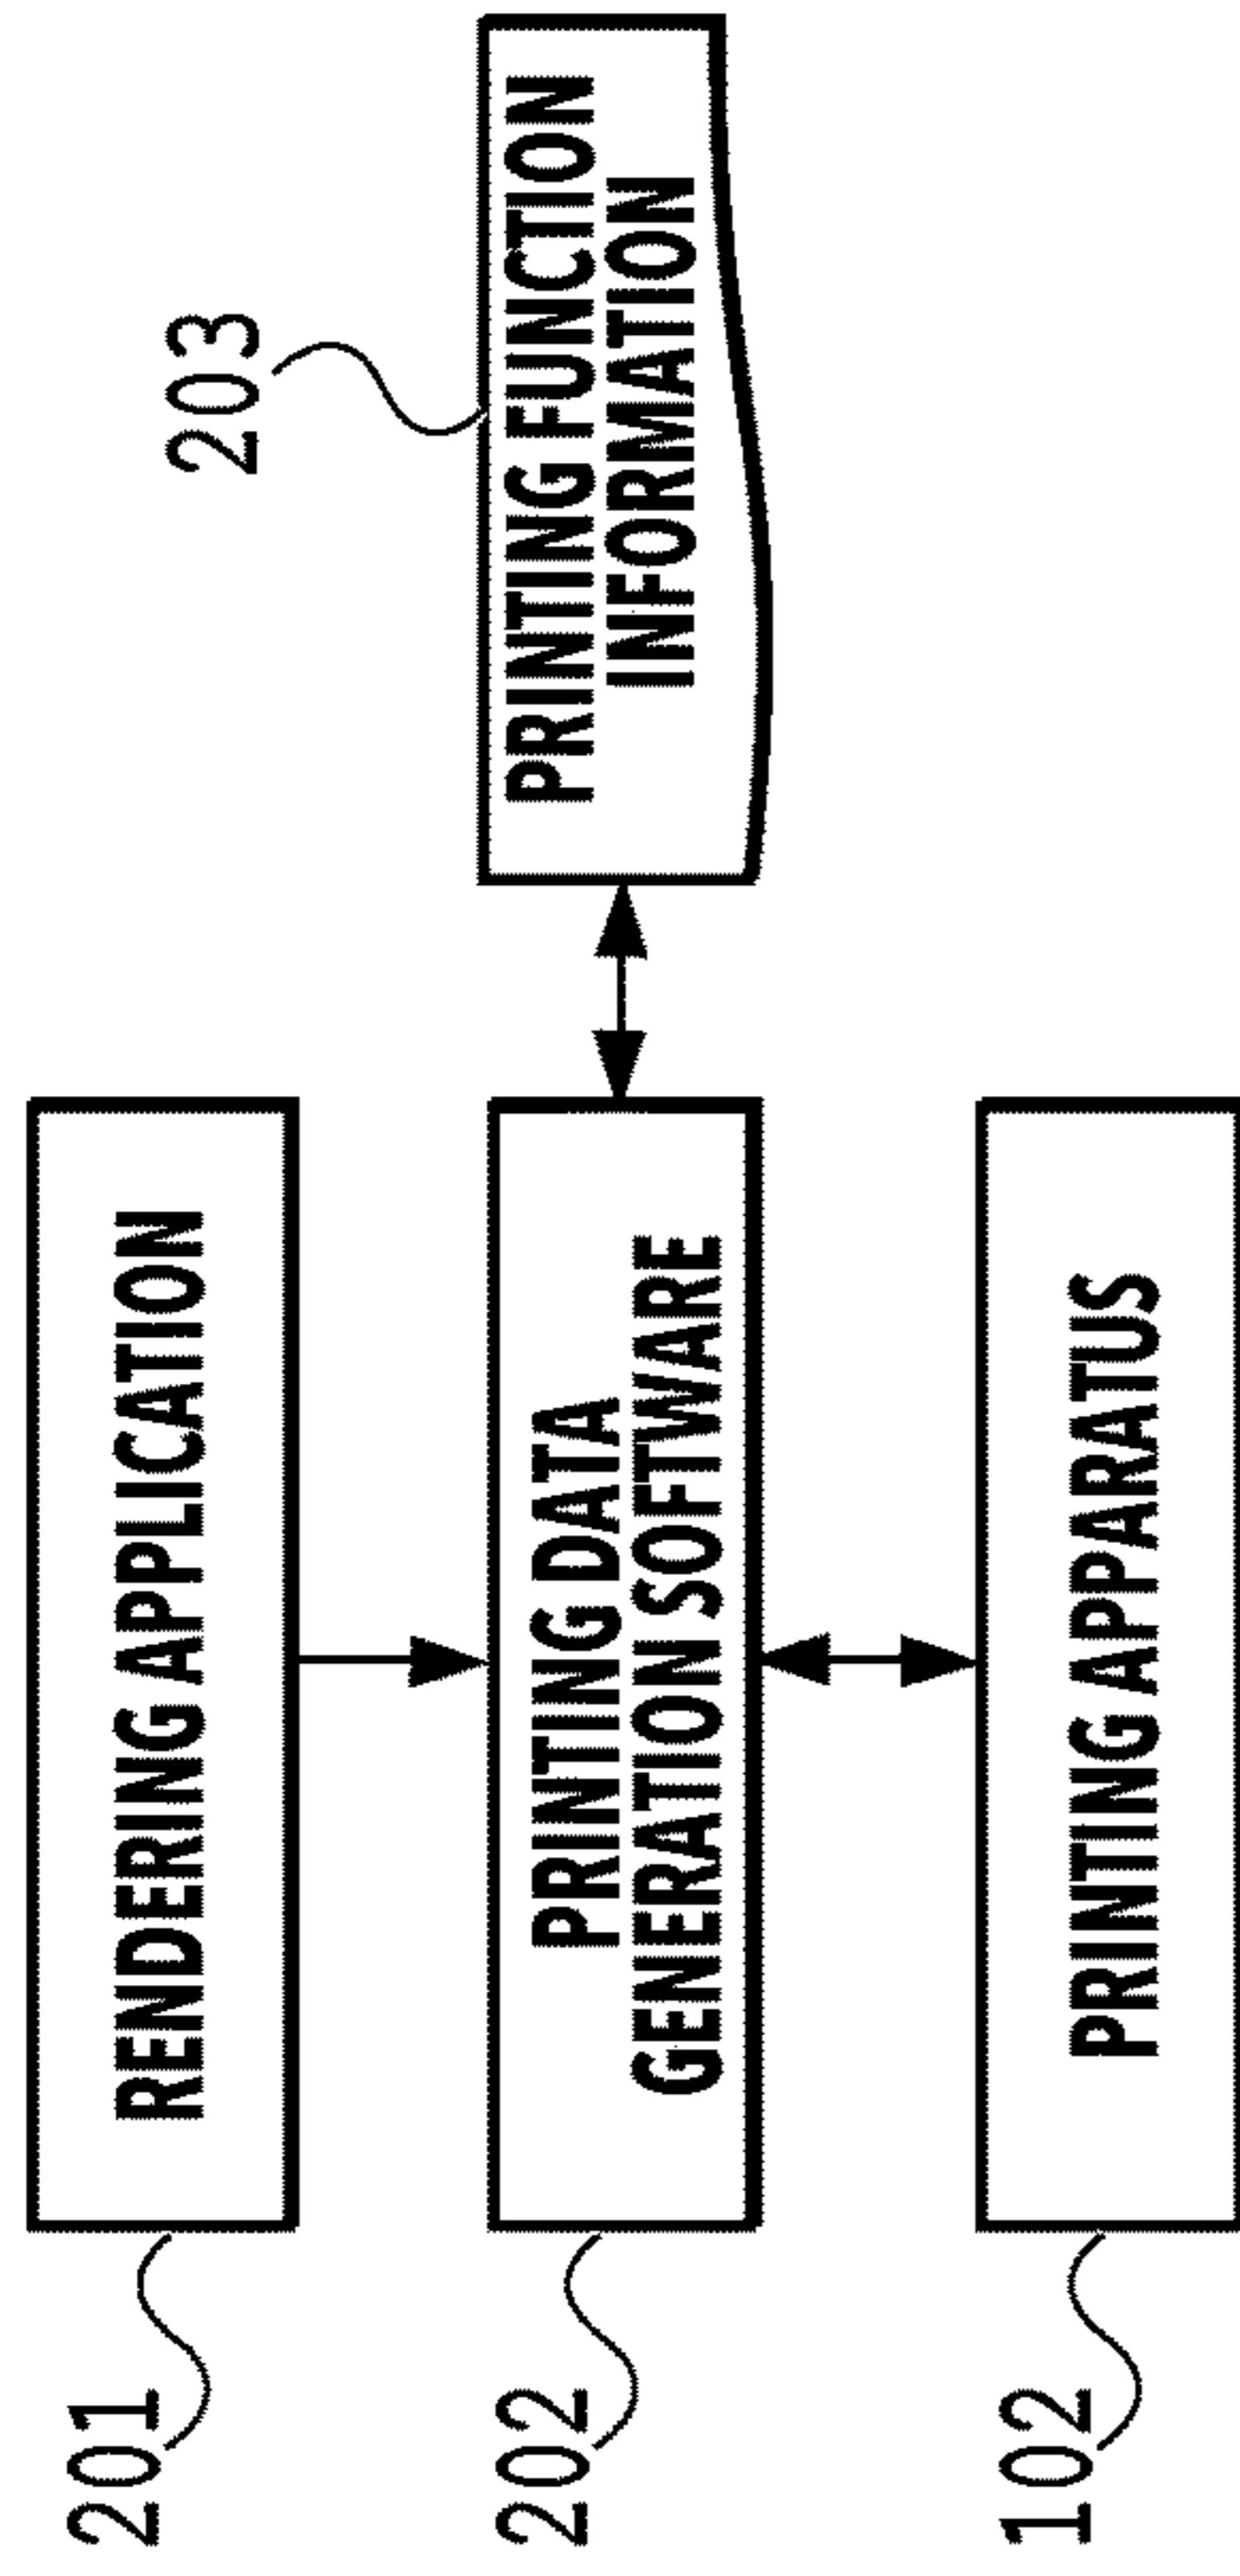 201
RENDERING APPLICATION
203
202
PRINTING DATA
GENERATION SOFTWARE
PRINTING FUNCTION
INFORMATION
102
PRINTING APPARATUS